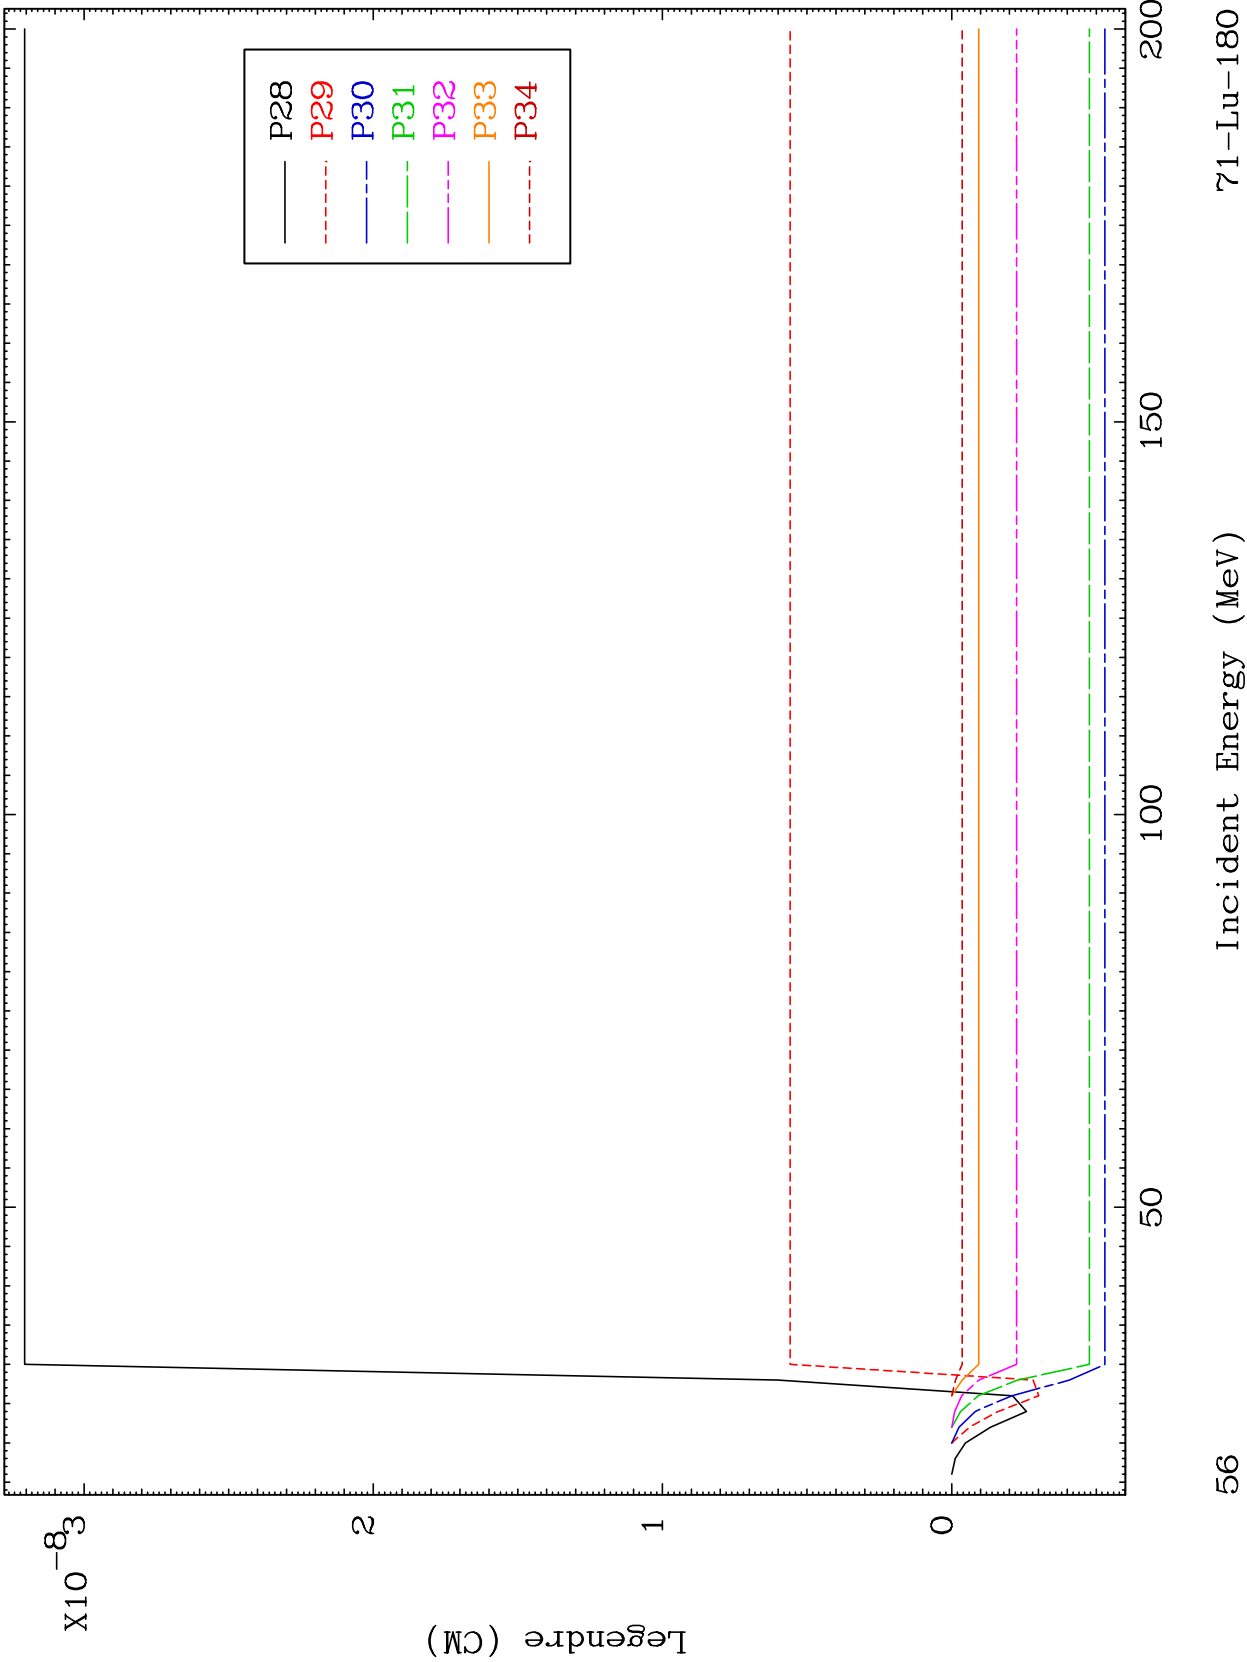 X10-8
3
2
1
0
Legendre (CM)
P28
P29
P30
P31
P32
P33
P34
50
100
150
200
Incident Energy (MeV)
56
71-Lu-180